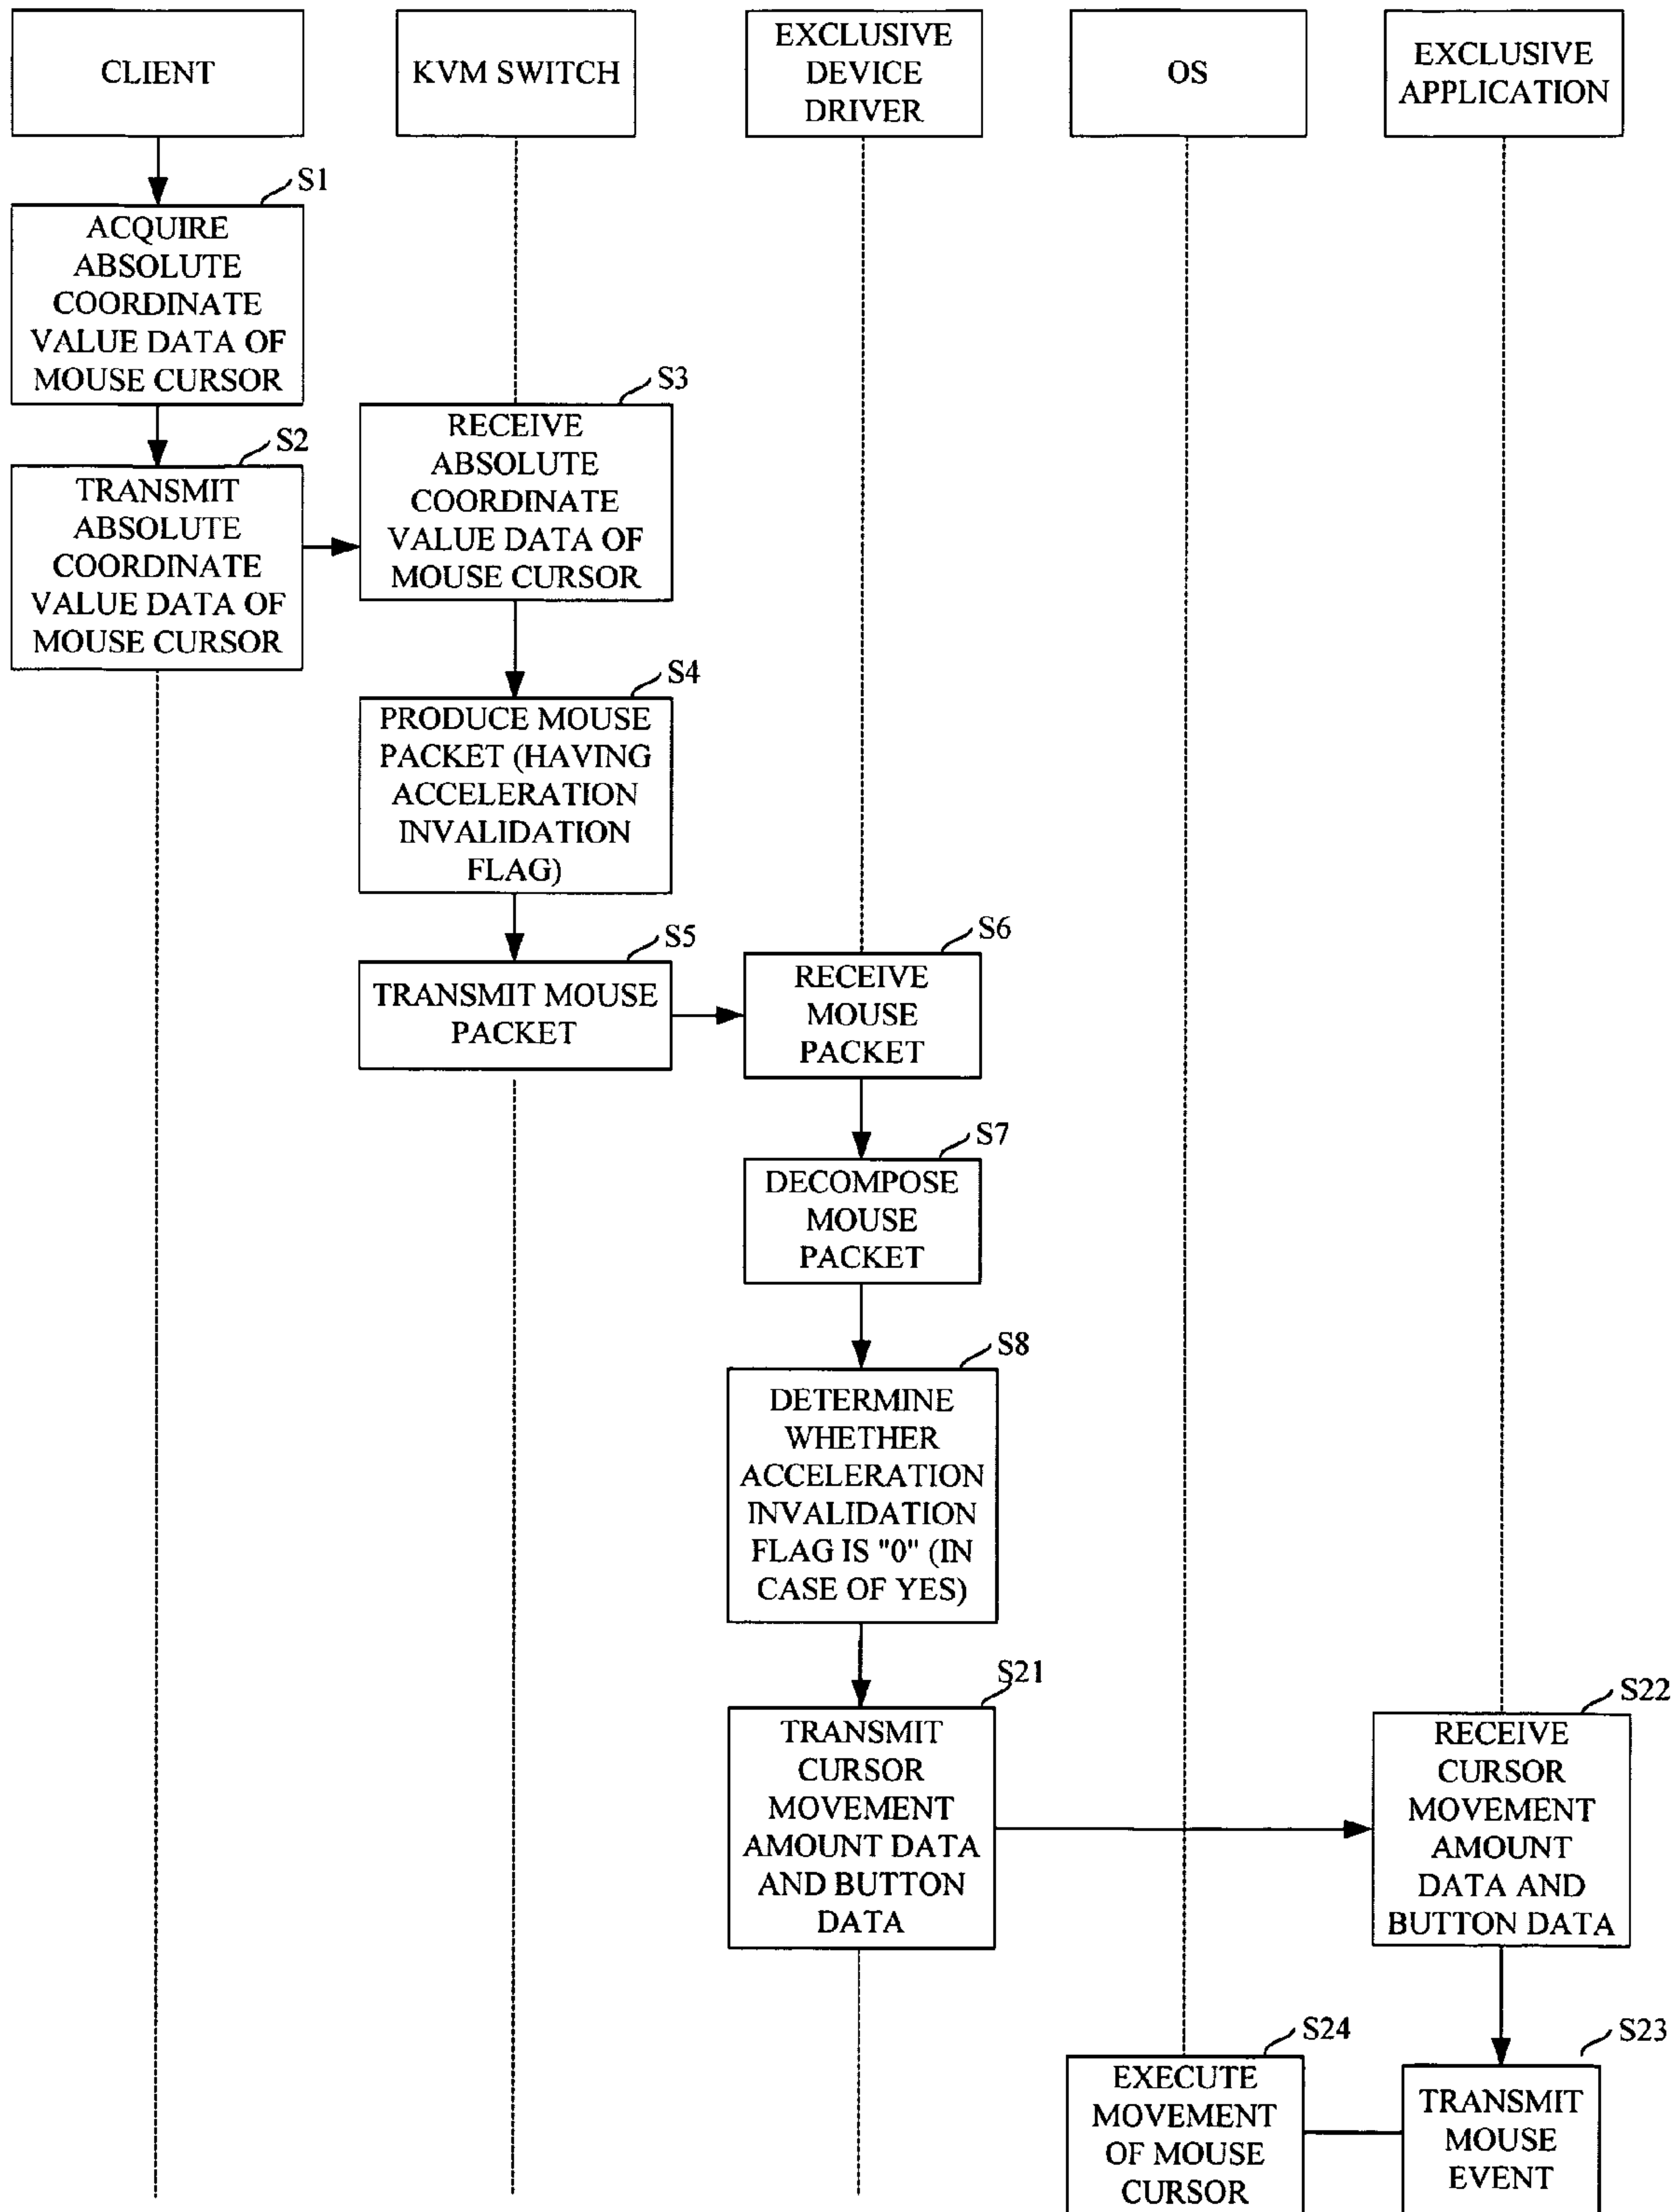 CLIENT
KVM SWITCH
EXCLUSIVE
DEVICE
DRIVER
OS
EXCLUSIVE
APPLICATION
S1
ACQUIRE
ABSOLUTE
COORDINATE
VALUE DATA OF
MOUSE CURSOR
S2
TRANSMIT
ABSOLUTE
COORDINATE
VALUE DATA OF
MOUSE CURSOR
S3
RECEIVE
ABSOLUTE
COORDINATE
VALUE DATA OF
MOUSE CURSOR
S4
PRODUCE MOUSE
PACKET (HAVING
ACCELERATION
INVALIDATION
FLAG)
S5
TRANSMIT MOUSE
PACKET
S6
RECEIVE
MOUSE
PACKET
S7
DECOMPOSE
MOUSE
PACKET
S8
DETERMINE
WHETHER
ACCELERATION
INVALIDATION
FLAG IS "0" (IN
CASE OF YES)
S21
TRANSMIT
CURSOR
MOVEMENT
AMOUNT DATA
AND BUTTON
DATA
S22
RECEIVE
CURSOR
MOVEMENT
AMOUNT
DATA AND
BUTTON DATA
S23
TRANSMIT
MOUSE
EVENT
S24
EXECUTE
MOVEMENT
OF MOUSE
CURSOR